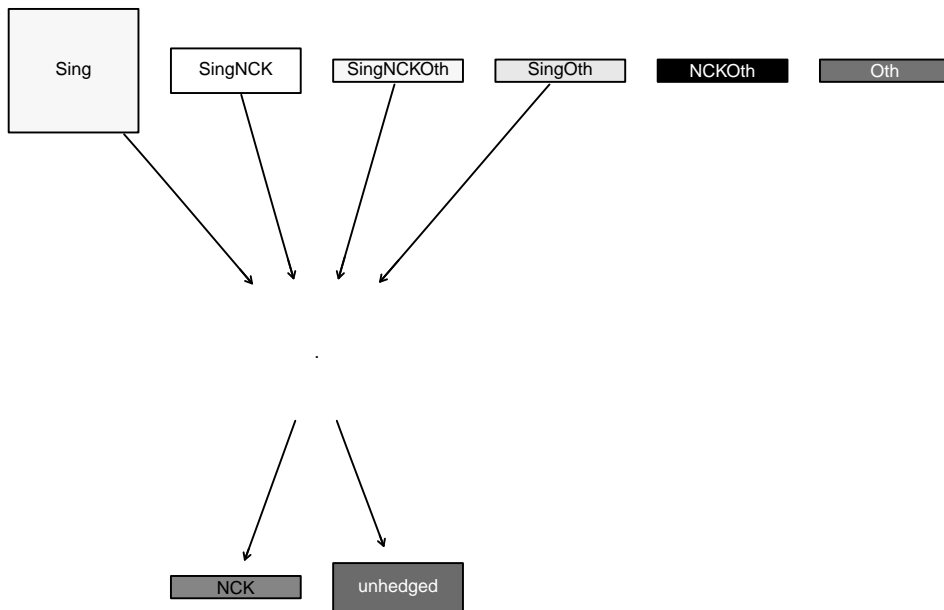 Sing
SingNCK
SingNCKOth
SingOth
NCKOth
Oth
.
NCK
unhedged